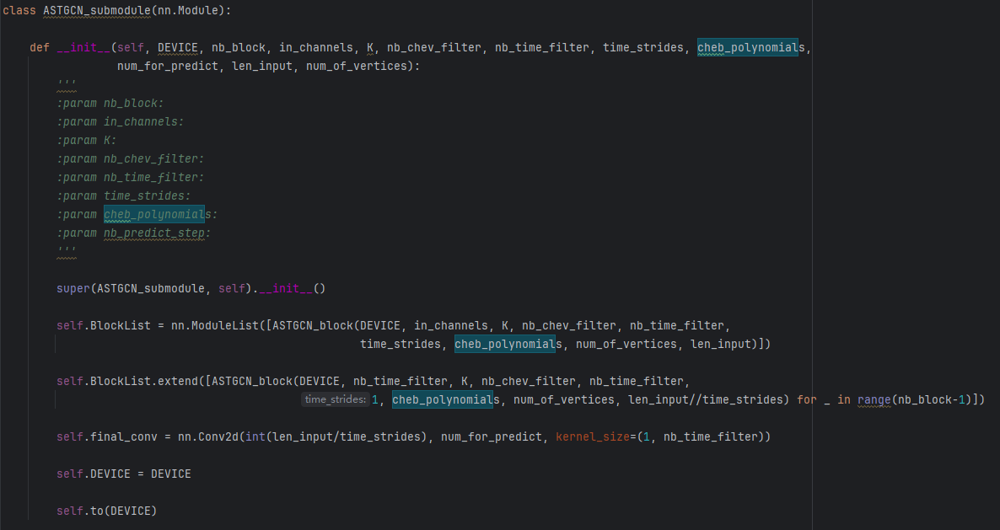 class ASTGCN_submodule(nn.Module):
def __init__(self, DEVICE, nb_block, in_channels, K, nb_chev_filter, nb_time_filter, time_strides, cheb_polynomials,
num_for_predict, len_input, num_of_vertices):
'''
:param nb_block:
:param in_channels:
:param K:
:param nb_chev_filter:
:param nb_time_filter:
:param time_strides:
:param cheb_polynomials:
:param nb_predict_step:
'''
super(ASTGCN_submodule, self).__init__()
self.BlockList = nn.ModuleList([ASTGCN_block(DEVICE, in_channels, K, nb_chev_filter, nb_time_filter,
time_strides, cheb_polynomials, num_of_vertices, len_input)])
self.BlockList.extend([ASTGCN_block(DEVICE, nb_time_filter, K, nb_chev_filter, nb_time_filter,
time_strides: 1, cheb_polynomials, num_of_vertices, len_input//time_strides) for _ in range(nb_block-1)])
self.final_conv = nn.Conv2d(int(len_input/time_strides), num_for_predict, kernel_size=(1, nb_time_filter))
self.DEVICE = DEVICE
self.to(DEVICE)